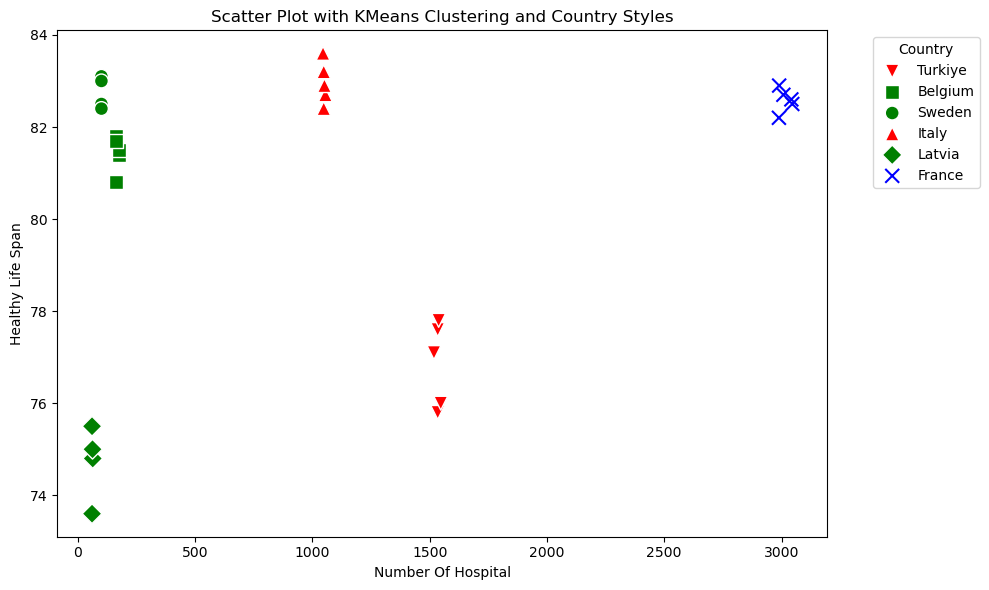 Scatter Plot with KMeans Clustering and Country Styles
Country
Turkiye
Belgium
Sweden
Italy
Latvia
France
84
82
80
78
76
74
Healthy Life Span
0 500 1000 1500 2000 2500 3000
Number Of Hospital